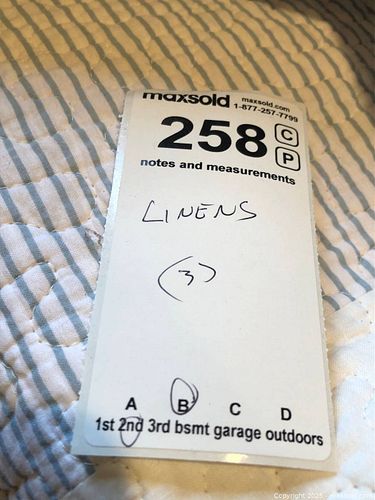 maxsold maxsold.com
1-877-257-7799
258 C
P
notes and measurements
LINENS
(3)
A B C D
1st 2nd 3rd bsmt garage outdoors